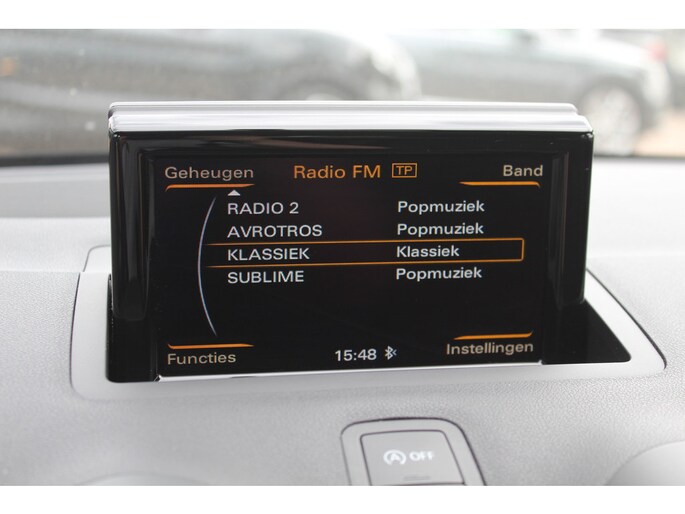 Geheugen Radio FM TP Band
RADIO 2 Popmuziek
AVROTROS Popmuziek
KLASSIEK Klassiek
SUBLIME Popmuziek
Functies 15:48 Instellingen
A OFF